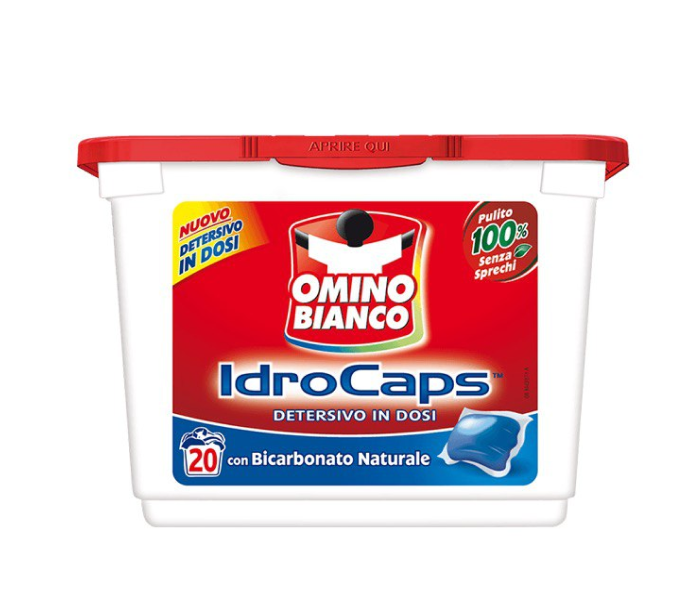 APRIRE QUI
NUOVO
DETERSIVO
IN DOSI
Pulito
100%
Senza
Sprechi
OMINO
BIANCO
IdroCaps™
DETERSIVO IN DOSI
20
con Bicarbonato Naturale